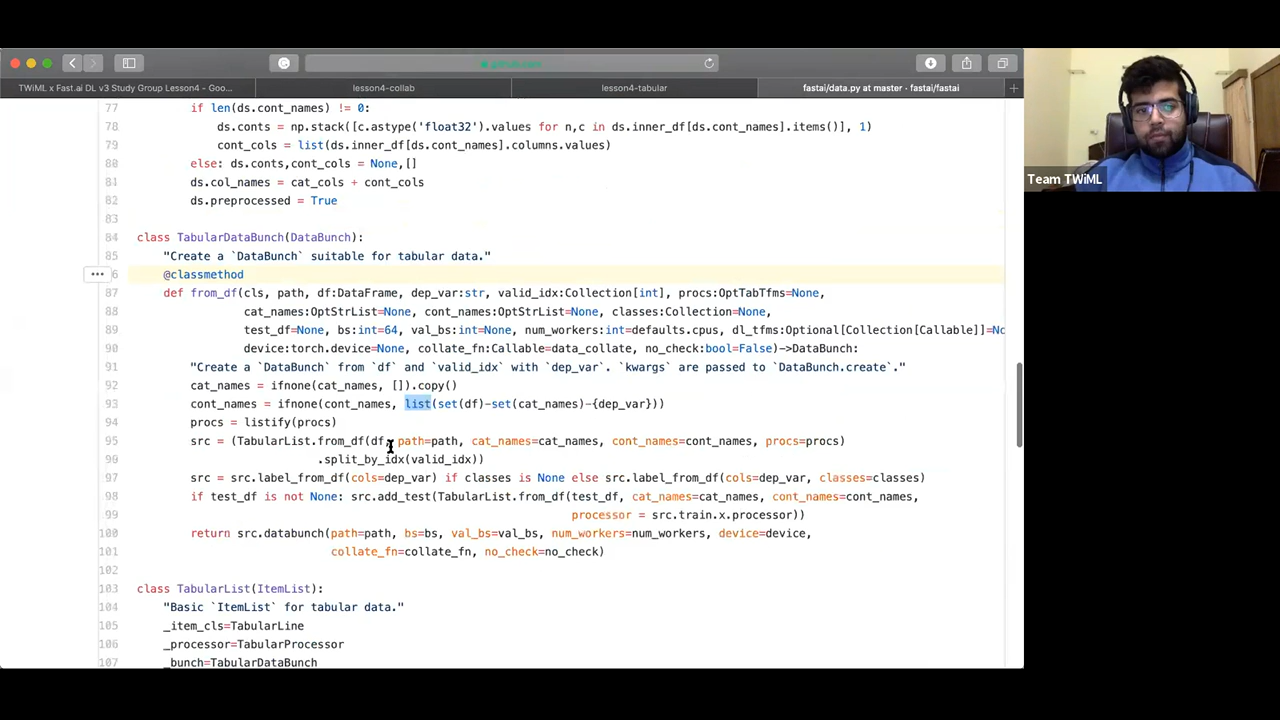 github.com
TWiML x Fast.ai DL v3 Study Group Lesson4 - Goo...
lesson4-collab
lesson4-tabular
fastai/data.py at master · fastai/fastai
77 if len(ds.cont_names) != 0:
78 ds.conts = np.stack([c.astype('float32').values for n,c in ds.inner_df[ds.cont_names].items()], 1)
79 cont_cols = list(ds.inner_df[ds.cont_names].columns.values)
80 else: ds.conts,cont_cols = None,[]
81 ds.col_names = cat_cols + cont_cols
82 ds.preprocessed = True
83
84 class TabularDataBunch(DataBunch):
85 "Create a `DataBunch` suitable for tabular data."
... 86 @classmethod
87 def from_df(cls, path, df:DataFrame, dep_var:str, valid_idx:Collection[int], procs:OptTabTfms=None,
88 cat_names:OptStrList=None, cont_names:OptStrList=None, classes:Collection=None,
89 test_df=None, bs:int=64, val_bs:int=None, num_workers:int=defaults.cpus, dl_tfms:Optional[Collection[Callable]]=No
90 device:torch.device=None, collate_fn:Callable=data_collate, no_check:bool=False)->DataBunch:
91 "Create a `DataBunch` from `df` and `valid_idx` with `dep_var`. `kwargs` are passed to `DataBunch.create`."
92 cat_names = ifnone(cat_names, []).copy()
93 cont_names = ifnone(cont_names, list(set(df)-set(cat_names)-{dep_var}))
94 procs = listify(procs)
95 src = (TabularList.from_df(df, path=path, cat_names=cat_names, cont_names=cont_names, procs=procs)
96 .split_by_idx(valid_idx))
97 src = src.label_from_df(cols=dep_var) if classes is None else src.label_from_df(cols=dep_var, classes=classes)
98 if test_df is not None: src.add_test(TabularList.from_df(test_df, cat_names=cat_names, cont_names=cont_names,
99 processor = src.train.x.processor))
100 return src.databunch(path=path, bs=bs, val_bs=val_bs, num_workers=num_workers, device=device,
101 collate_fn=collate_fn, no_check=no_check)
102
103 class TabularList(ItemList):
104 "Basic `ItemList` for tabular data."
105 _item_cls=TabularLine
106 _processor=TabularProcessor
107 _bunch=TabularDataBunch
Team TWiML